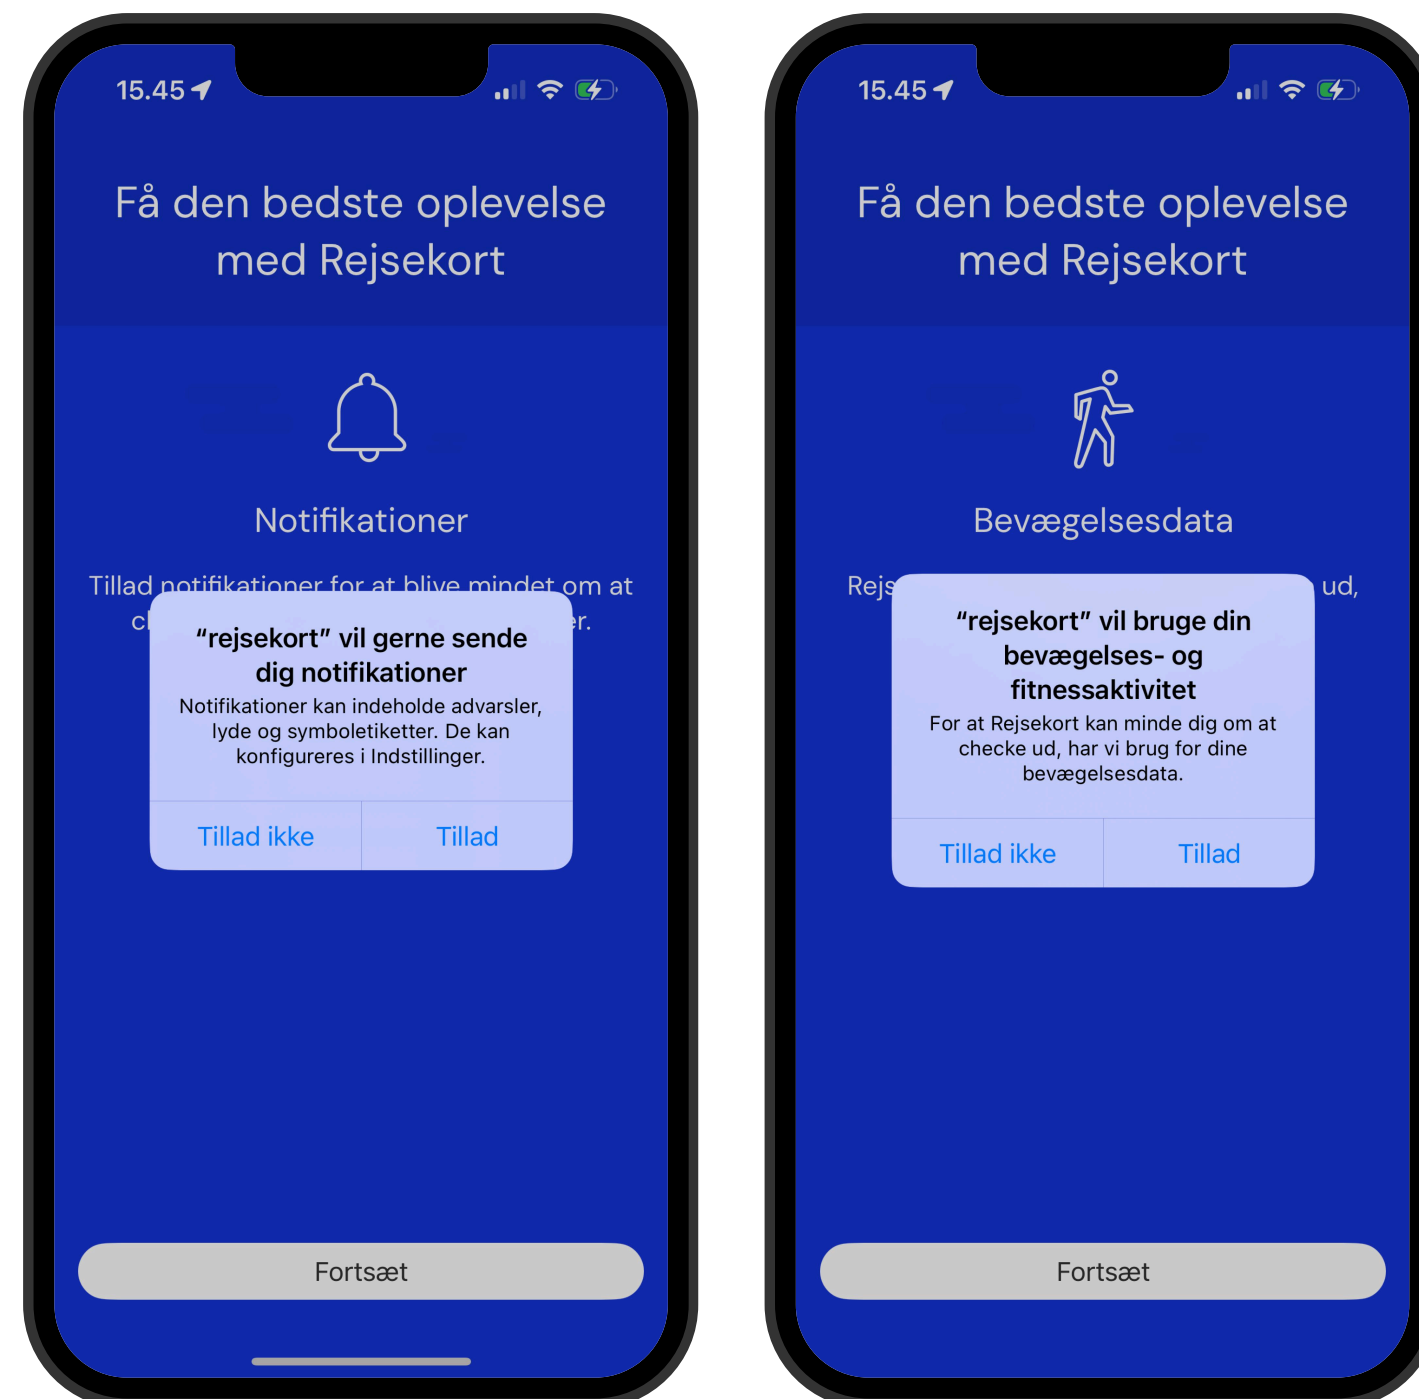 15.45
Få den bedste oplevelse
med Rejsekort
Notifikationer
Tillad notifikationer for at blive mindet om at
“rejsekort” vil gerne sende
dig notifikationer
Notifikationer kan indeholde advarsler,
lyde og symboletiketter. De kan
konfigureres i Indstillinger.
Tillad ikke
Tillad
Fortsæt
15.45
Få den bedste oplevelse
med Rejsekort
Bevægelsesdata
ud,
“rejsekort” vil bruge din
bevægelses- og
fitnessaktivitet
For at Rejsekort kan minde dig om at
checke ud, har vi brug for dine
bevægelsesdata.
Tillad ikke
Tillad
Fortsæt